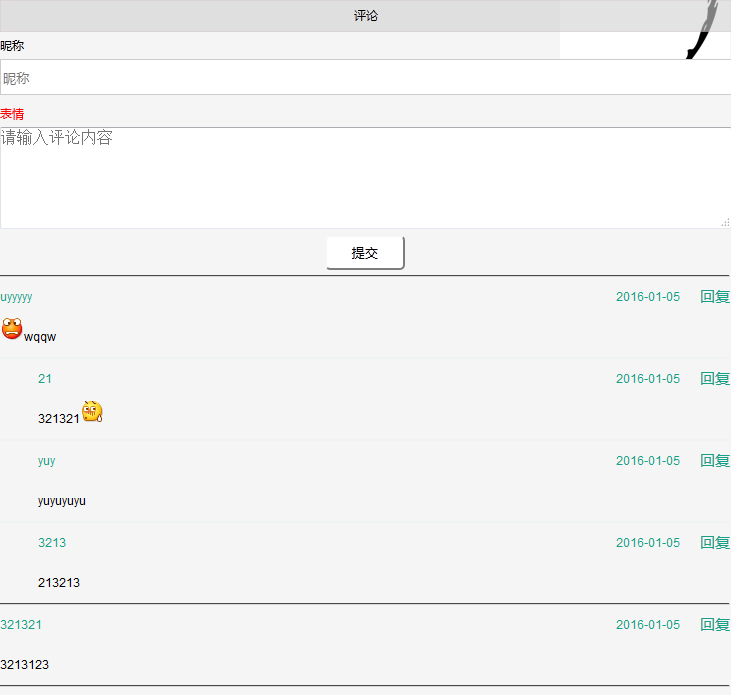 评论
昵称
昵称
表情
请输入评论内容
提交
uyyyyy 2016-01-05 回复
wqqw
21 2016-01-05 回复
321321
yuy 2016-01-05 回复
yuyuyuyu
3213 2016-01-05 回复
213213
321321 2016-01-05 回复
3213123